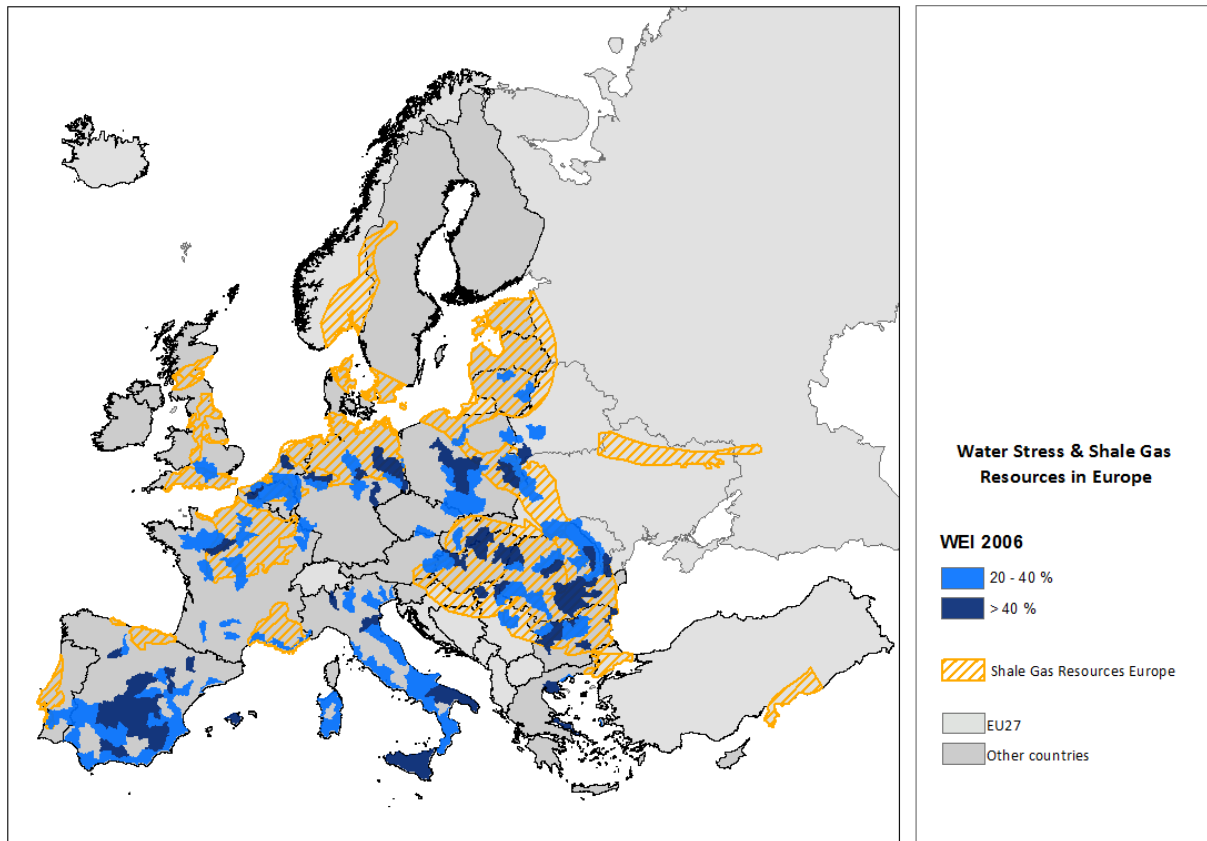 Water Stress & Shale Gas
Resources in Europe
WEI 2006
20 - 40 %
> 40 %
Shale Gas Resources Europe
EU27
Other countries